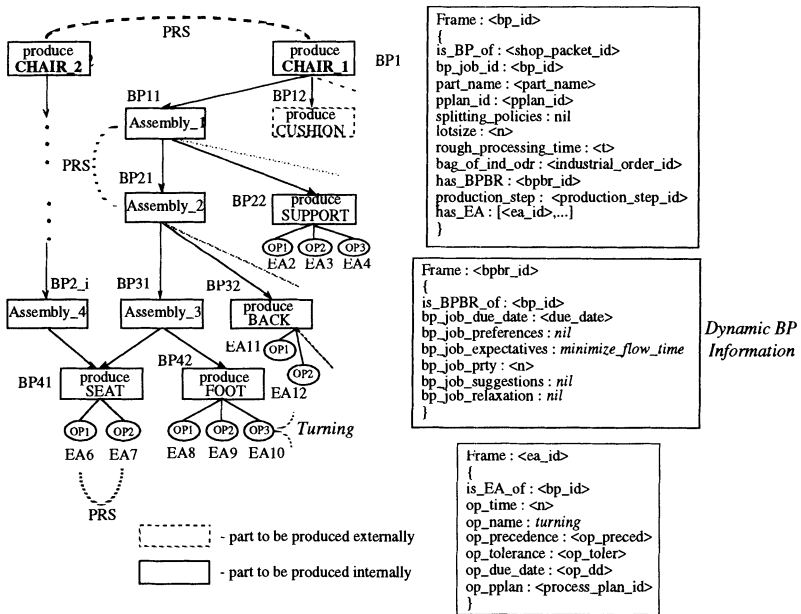 PRS
produce
CHAIR_2
produce
CHAIR_1
BP1
BP11
BP12
Assembly_1
produce
CUSHION
PRS
BP21
Assembly_2
BP22
produce
SUPPORT
OP1
OP2
OP3
EA2
EA3
EA4
BP2_i
BP31
BP32
Assembly_4
Assembly_3
produce
BACK
EA11
OP1
OP2
EA12
BP41
produce
SEAT
BP42
produce
FOOT
OP1
OP2
OP1
OP2
OP3
Turning
EA6
EA7
EA8
EA9
EA10
PRS
- part to be produced externally
- part to be produced internally
Frame : <bp_id>
{
is_BP_of : <shop_packet_id>
bp_job_id : <bp_id>
part_name : <part_name>
pplan_id : <pplan_id>
splitting_policies : nil
lotsize : <n>
rough_processing_time : <t>
bag_of_ind_odr : <industrial_order_id>
has_BPBR : <bpbr_id>
production_step : <production_step_id>
has_EA : [<ea_id>,...]
}
Frame : <bpbr_id>
{
is_BPBR_of : <bp_id>
bp_job_due_date : <due_date>
bp_job_preferences : nil
bp_job_expectatives : minimize_flow_time
bp_job_prty : <n>
bp_job_suggestions : nil
bp_job_relaxation : nil
}
Dynamic BP
Information
Frame : <ea_id>
{
is_EA_of : <bp_id>
op_time : <n>
op_name : turning
op_precedence : <op_preced>
op_tolerance : <op_toler>
op_due_date : <op_dd>
op_pplan : <process_plan_id>
}